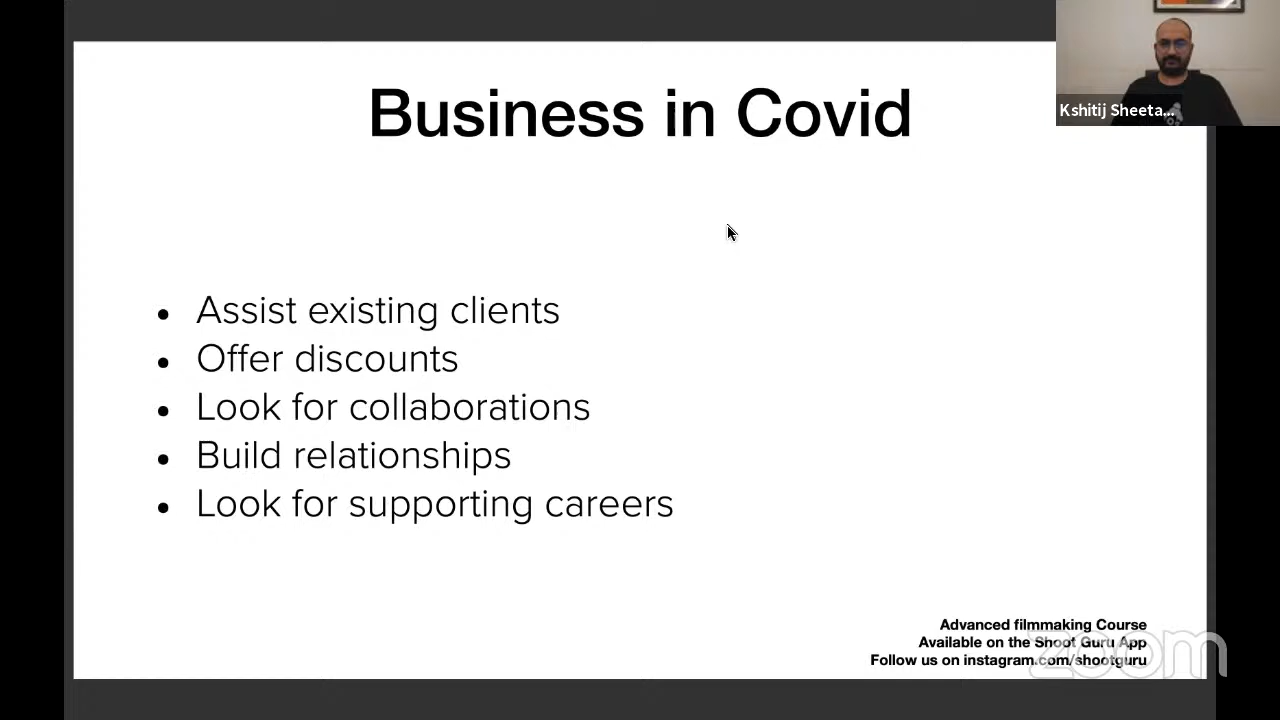 Business in Covid
Kshitij Sheeta...
• Assist existing clients
• Offer discounts
• Look for collaborations
• Build relationships
• Look for supporting careers
Advanced filmmaking Course
Available on the Shoot Guru App
Follow us on instagram.com/shootguru
zoom